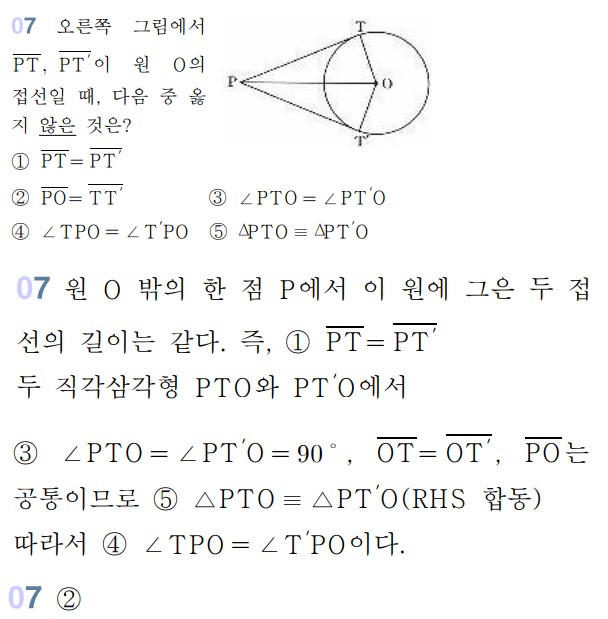 07 오른쪽 그림에서
PT, PT′이 원 O의
접선일 때, 다음 중 옳
지 않은 것은?
T
P
O
T′
① PT=PT′
② PO=TT′ ③ ∠PTO=∠PT′O
④ ∠TPO=∠T′PO ⑤ ΔPTO≡ΔPT′O
07 원 O 밖의 한 점 P에서 이 원에 그은 두 접
선의 길이는 같다. 즉, ① PT=PT′
두 직각삼각형 PTO와 PT′O에서
③ ∠PTO=∠PT′O=90°, OT=OT′, PO는
공통이므로 ⑤ △PTO≡△PT′O(RHS 합동)
따라서 ④ ∠TPO=∠T′PO이다.
07 ②